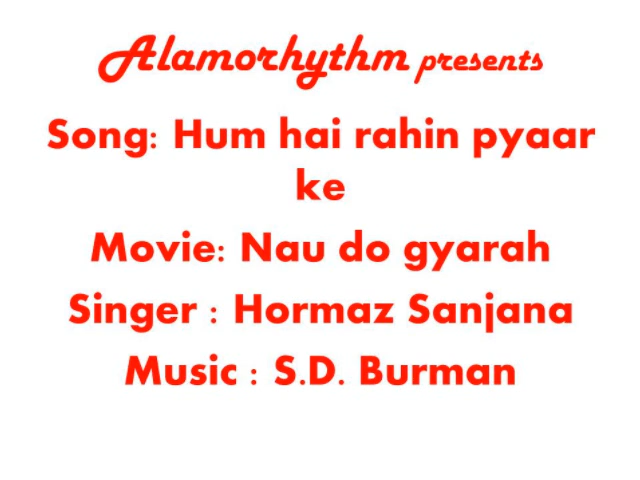 Alamorhythm presents
Song: Hum hai rahin pyaar
ke
Movie: Nau do gyarah
Singer : Hormaz Sanjana
Music : S.D. Burman